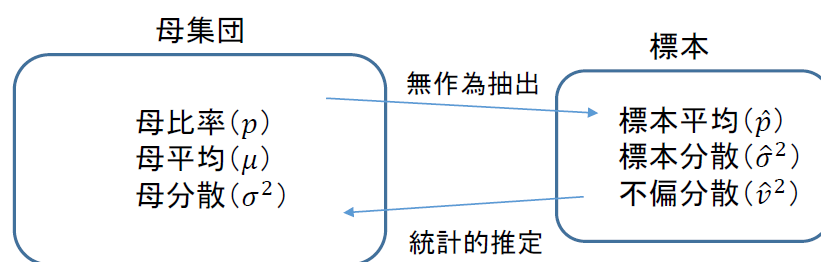 母集団
標本
無作為抽出
母比率(p)
母平均(μ)
母分散(σ²)
標本平均(p̂)
標本分散(σ̂²)
不偏分散(v̂²)
統計的推定